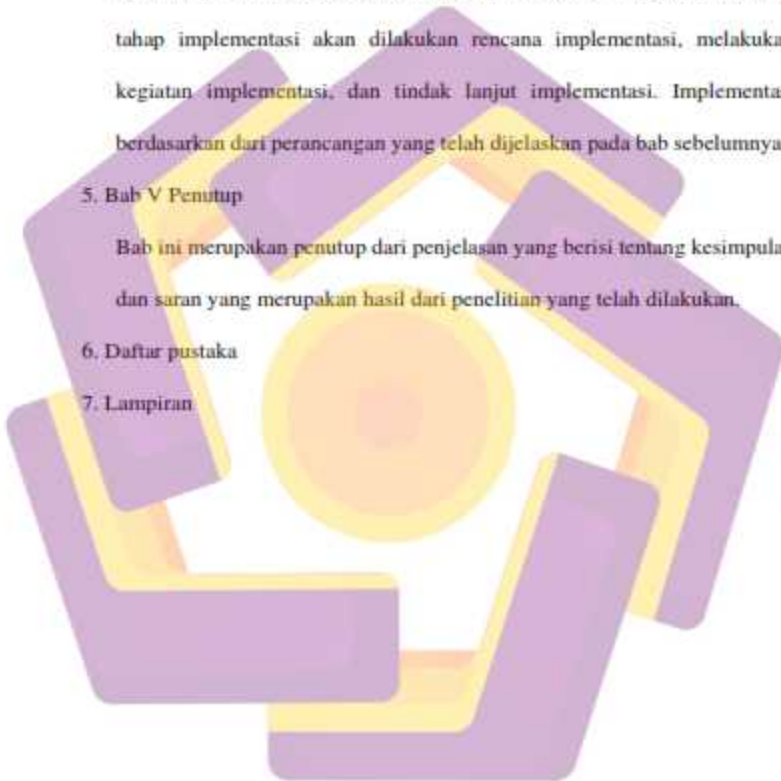 tahap implementasi akan dilakukan rencana implementasi, melakuka
kegiatan implementasi, dan tindak lanjut implementasi. Implementa
berdasarkan dari perancangan yang telah dijelaskan pada bab sebelumnya
5. Bab V Penutup
Bab ini merupakan penutup dari penjelasan yang berisi tentang kesimpula
dan saran yang merupakan hasil dari penelitian yang telah dilakukan.
6. Daftar pustaka
7. Lampiran